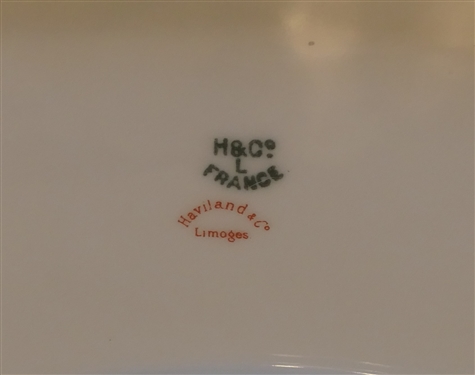 H&Co
L
FRANCE
Haviland & Co
Limoges